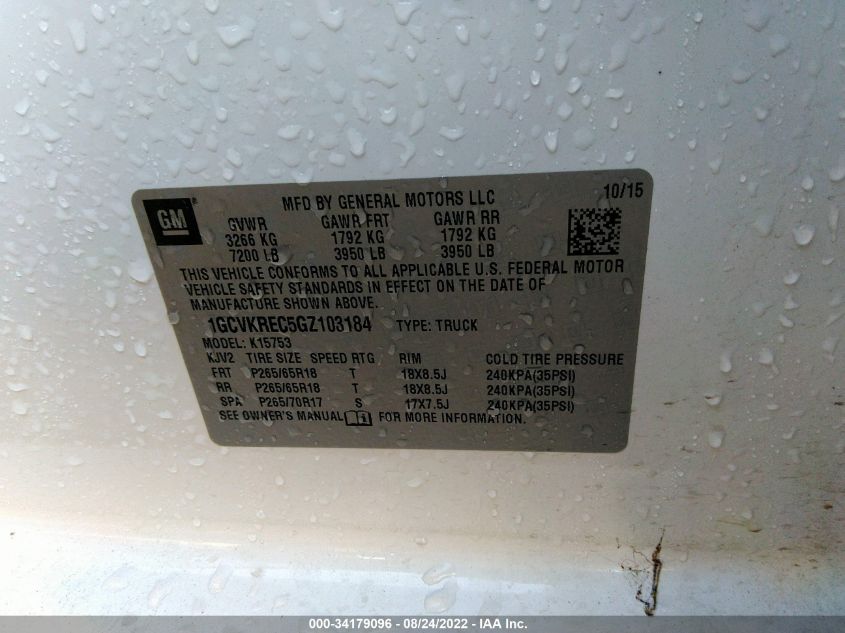 GM
MFD BY GENERAL MOTORS LLC 10/15
GVWR GAWR FRT GAWR RR
3266 KG 1792 KG 1792 KG
7200 LB 3950 LB 3950 LB
THIS VEHICLE CONFORMS TO ALL APPLICABLE U.S. FEDERAL MOTOR
VEHICLE SAFETY STANDARDS IN EFFECT ON THE DATE OF
MANUFACTURE SHOWN ABOVE.
1GCVKREC5GZ103184 TYPE: TRUCK
MODEL: K15753
KJV2 TIRE SIZE SPEED RTG RIM COLD TIRE PRESSURE
FRT P265/65R18 T 18X8.5J 240KPA(35PSI)
RR P265/65R18 T 18X8.5J 240KPA(35PSI)
SPA P265/70R17 S 17X7.5J 240KPA(35PSI)
SEE OWNER'S MANUAL FOR MORE INFORMATION.
000-34179096 - 08/24/2022 - IAA Inc.